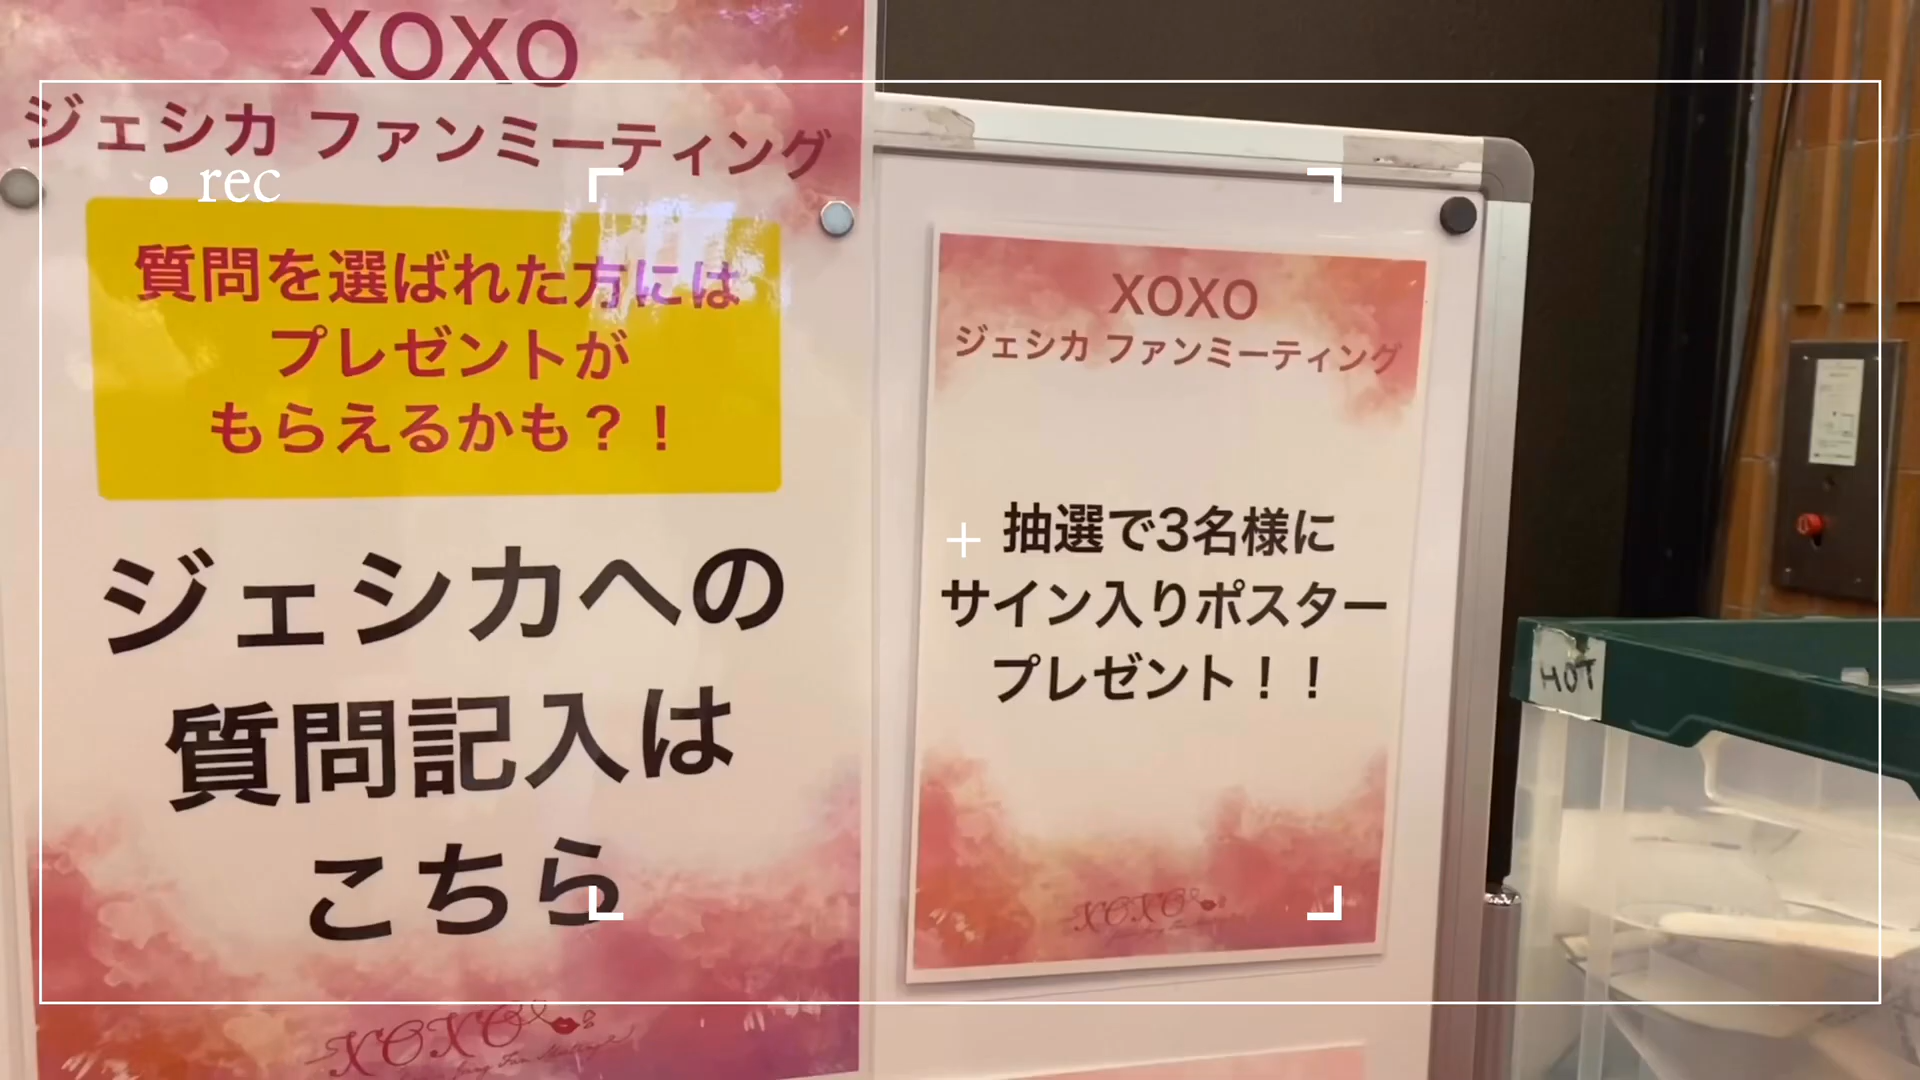 XOXO
ジェシカ ファンミーティング
rec
質問を選ばれた方には
プレゼントが
もらえるかも？！
ジェシカへの
質問記入は
こちら
XOXO
XOXO
ジェシカ ファンミーティング
抽選で3名様に
サイン入りポスター
プレゼント！！
XOXO
HOT